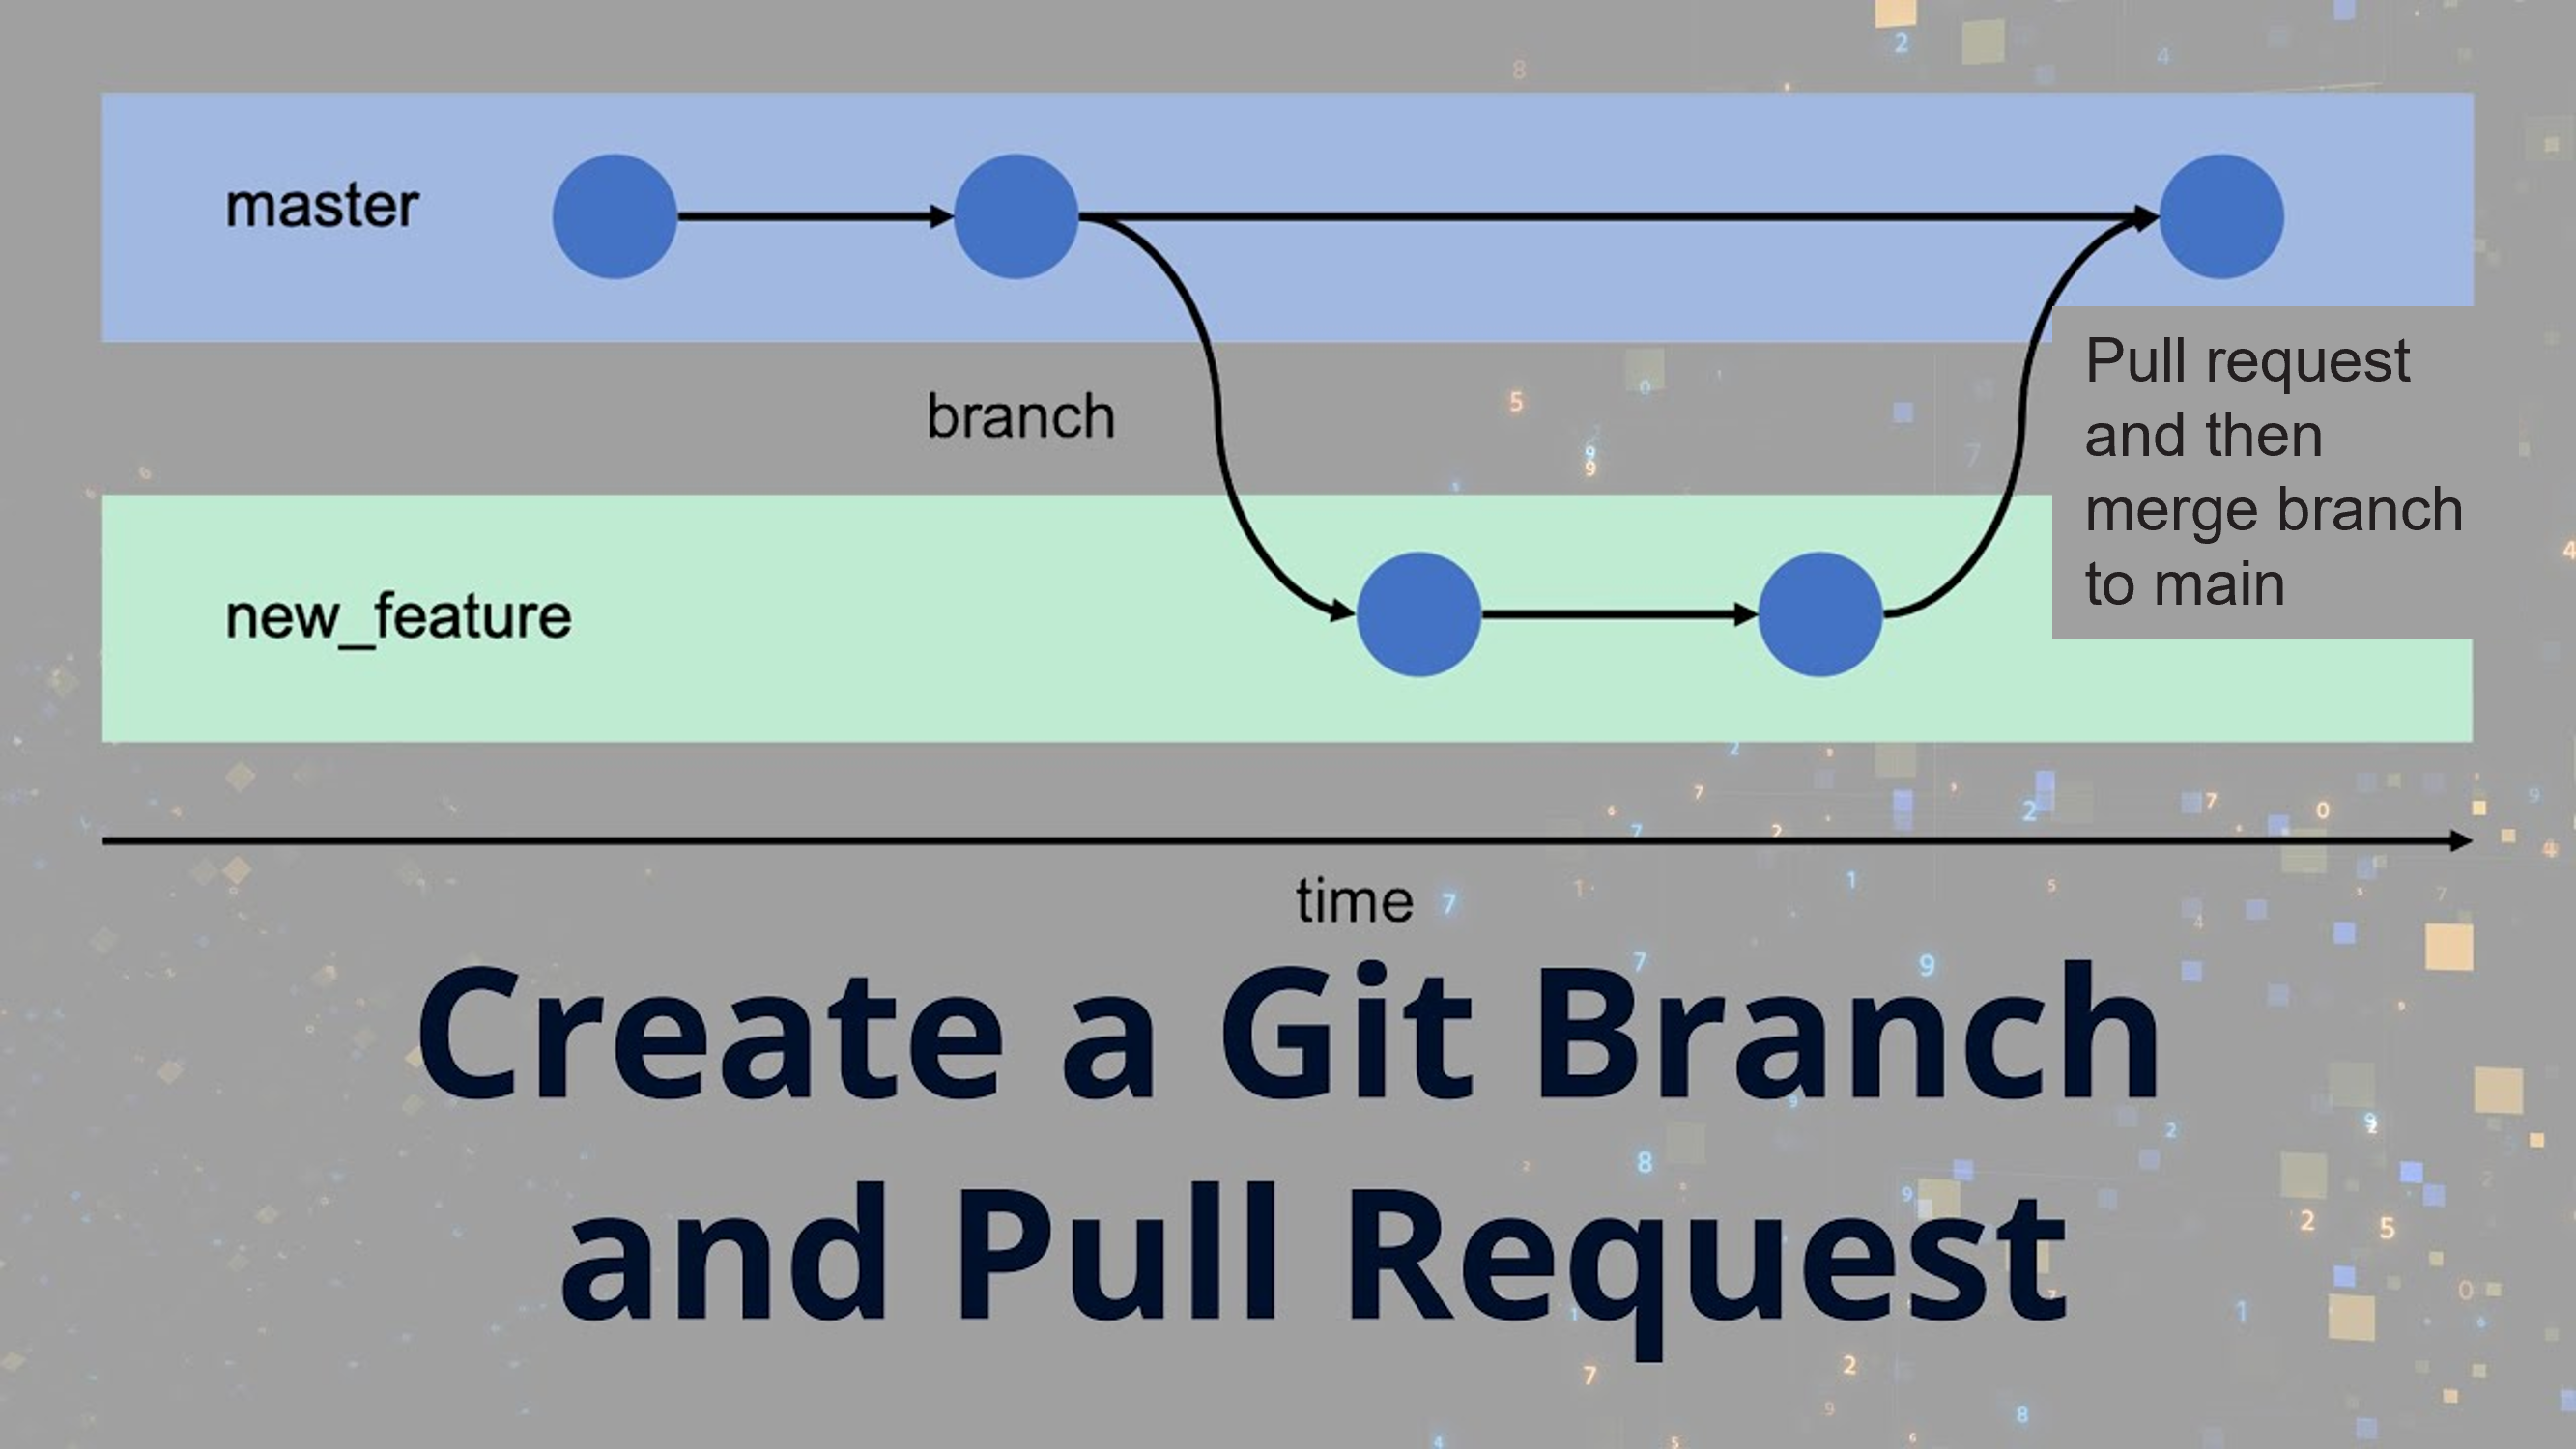 master
branch
Pull request
and then
merge branch
to main
new_feature
time
Create a Git Branch
and Pull Request